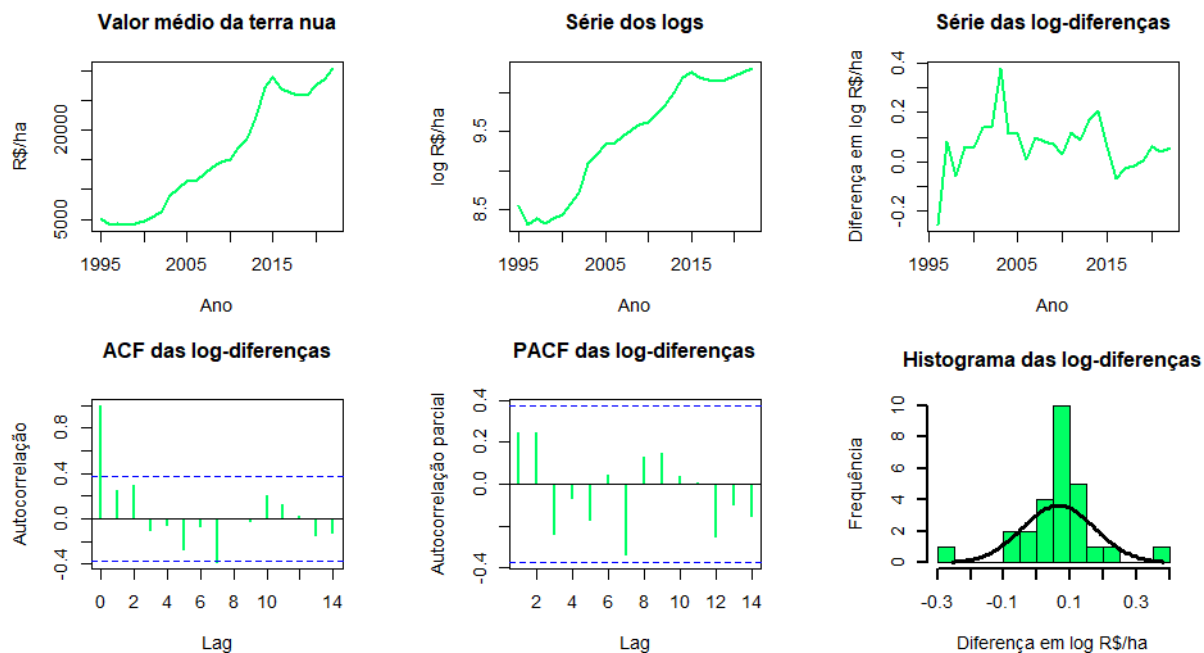 Valor médio da terra nua
R$/ha
5000
20000
1995
2005
2015
Ano
Série dos logs
log R$/ha
8.5
9.5
1995
2005
2015
Ano
Série das log-diferenças
Diferença em log R$/ha
-0.2
0.0
0.2
0.4
1995
2005
2015
Ano
ACF das log-diferenças
Autocorrelação
-0.4
0.0
0.4
0.8
0 2 4 6 8 10 14
Lag
PACF das log-diferenças
Autocorrelação parcial
-0.4
0.0
0.2
0.4
2 4 6 8 10 12 14
Lag
Histograma das log-diferenças
Frequência
0 2 4 6 8 10
-0.3 -0.1 0.1 0.3
Diferença em log R$/ha